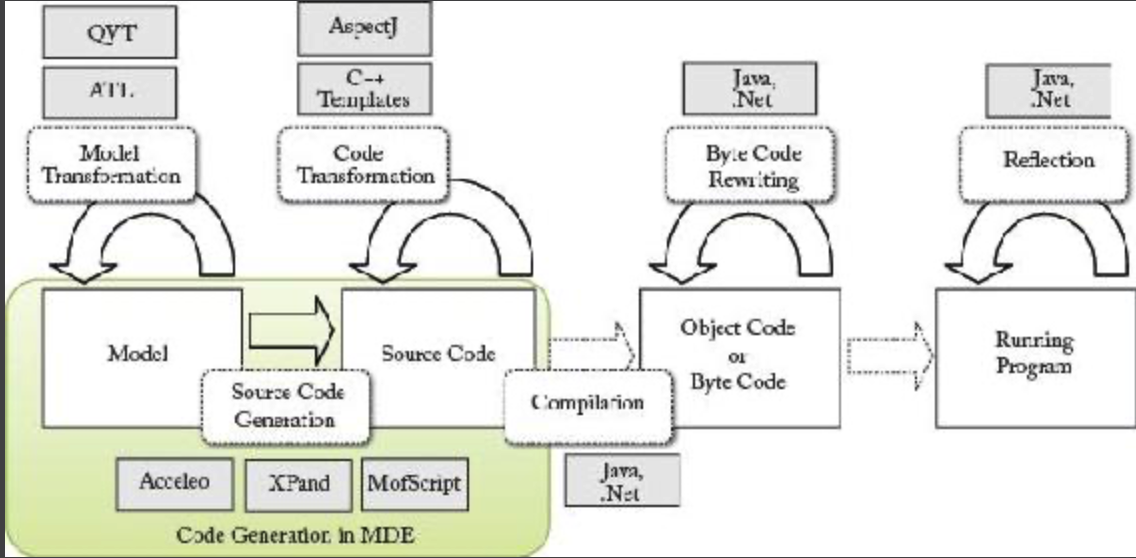 QVT
ATL
Model
Transformation
AspectJ
C++
Templates
Code
Transformation
Java,
.Net
Byte Code
Rewriting
Java,
.Net
Reflection
Model
Source Code
Generation
Source Code
Compilation
Object Code
or
Byte Code
Running
Program
Acceleo
XPand
MofScript
Java,
.Net
Code Generation in MDE